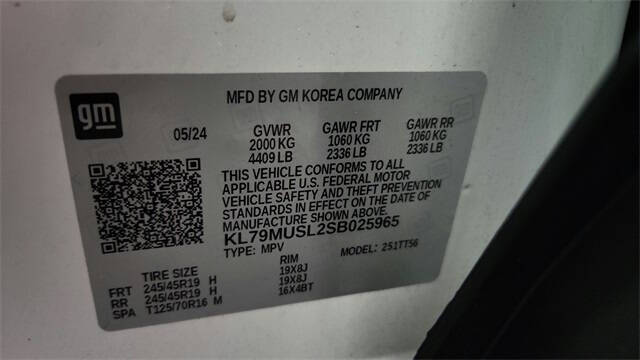 MFD BY GM KOREA COMPANY
gm
05/24 GVWR GAWR FRT GAWR RR
2000 KG 1060 KG 1060 KG
4409 LB 2336 LB 2336 LB
THIS VEHICLE CONFORMS TO ALL
APPLICABLE U.S. FEDERAL MOTOR
VEHICLE SAFETY AND THEFT PREVENTION
STANDARDS IN EFFECT ON THE DATE OF
MANUFACTURE SHOWN ABOVE.
KL79MUSL2SB025965
TYPE: MPV MODEL: 2S1TT56
TIRE SIZE RIM
FRT 245/45R19 H 19X8J
RR 245/45R19 H 19X8J
SPA T125/70R16 M 16X4BT